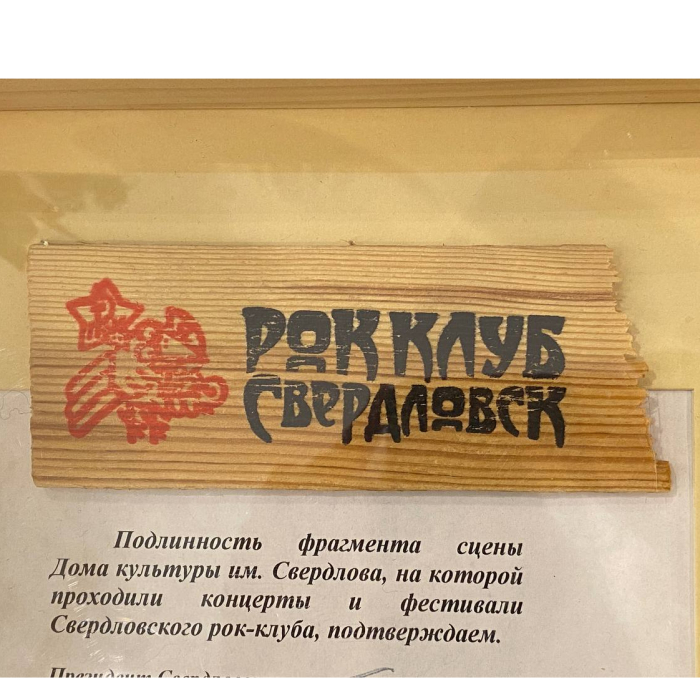 РОК КЛУБ
СВЕРДЛОВСК
Подлинность фрагмента сцены
Дома культуры им. Свердлова, на которой
проходили концерты и фестивали
Свердловского рок-клуба, подтверждаем.
Президент